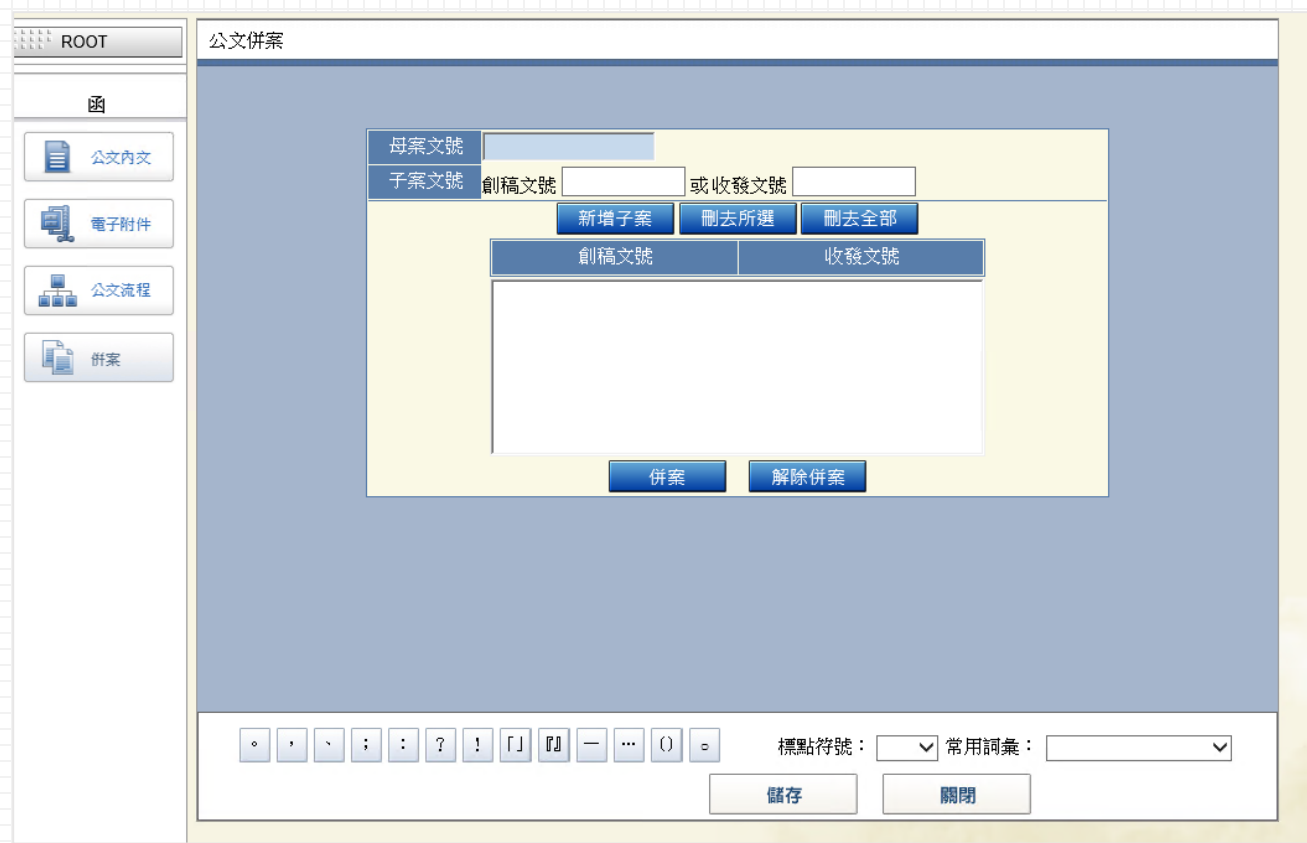 ROOT
公文併案
函
公文內文
電子附件
公文流程
併案
母案文號
子案文號 創稿文號 或收發文號
新增子案 刪去所選 刪去全部
創稿文號 收發文號
併案 解除併案
。 , 、 ; : ? ! 「」 『』 — … () 。 標點符號： 常用詞彙：
儲存 關閉